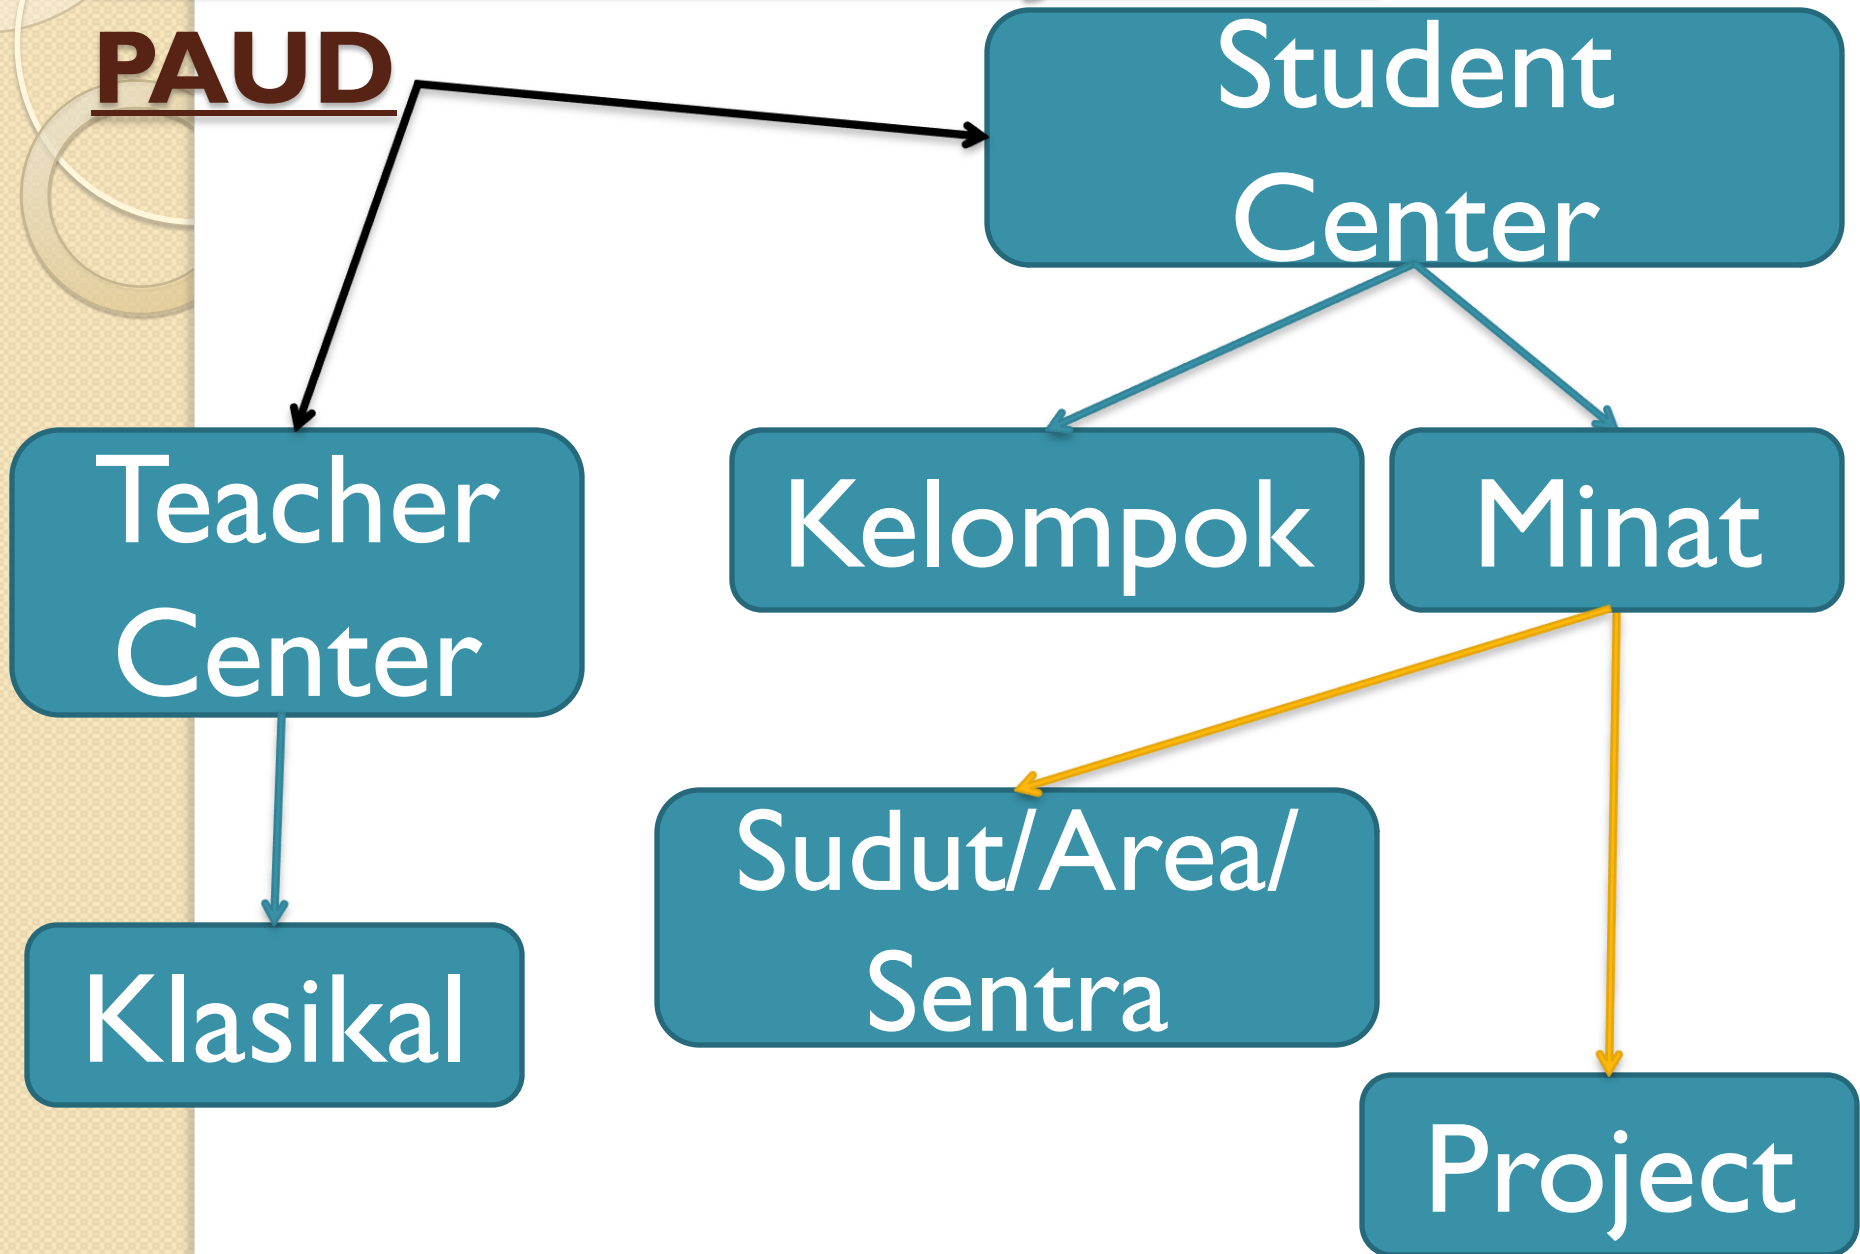 PAUD
Student
Center
Teacher
Center
Kelompok
Minat
Sudut/Area/
Sentra
Klasikal
Project